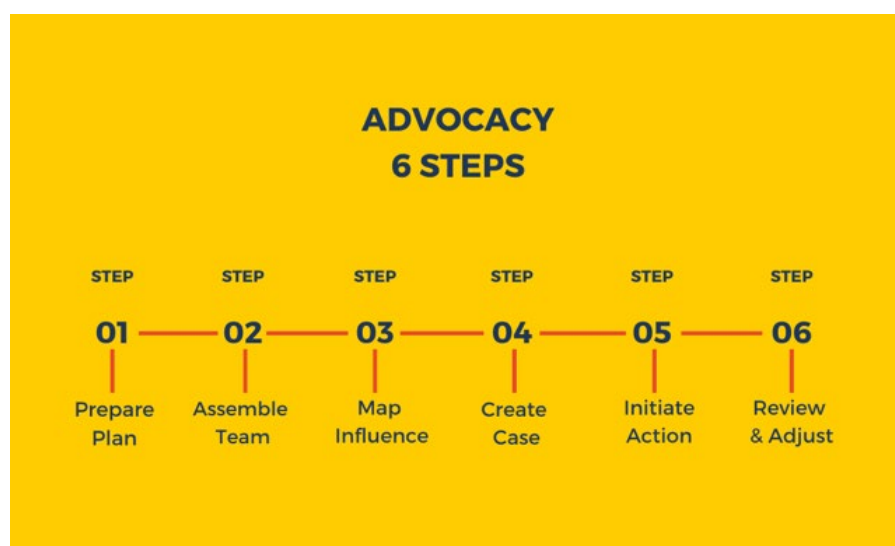 ADVOCACY
6 STEPS
STEP STEP STEP STEP STEP STEP
01 02 03 04 05 06
Prepare Assemble Map Create Initiate Review
Plan Team Influence Case Action & Adjust